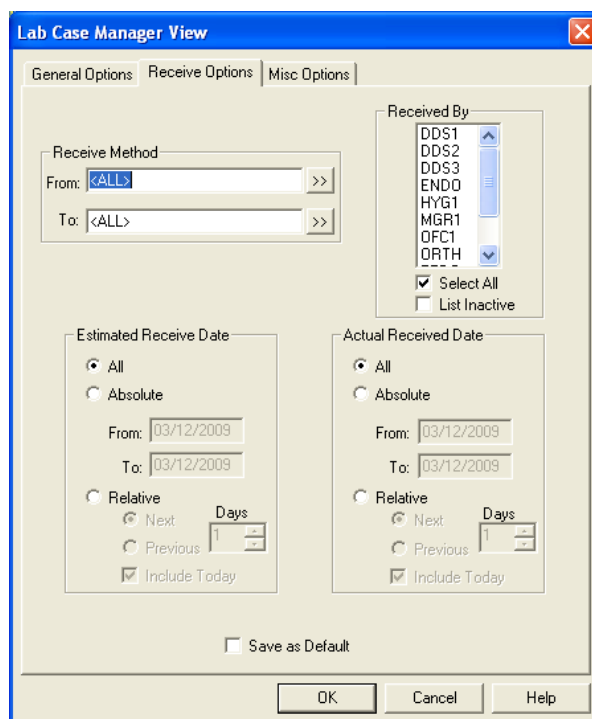 Lab Case Manager View
General Options Receive Options Misc Options
Receive Method
From: <ALL> >>
To: <ALL> >>
Received By
DDS1
DDS2
DDS3
ENDO
HYG1
MGR1
OFC1
ORTH
Select All
List Inactive
Estimated Receive Date
All
Absolute
From: 03/12/2009
To: 03/12/2009
Relative
Next
Previous
Days
1
Include Today
Actual Received Date
All
Absolute
From: 03/12/2009
To: 03/12/2009
Relative
Next
Previous
Days
1
Include Today
Save as Default
OK Cancel Help